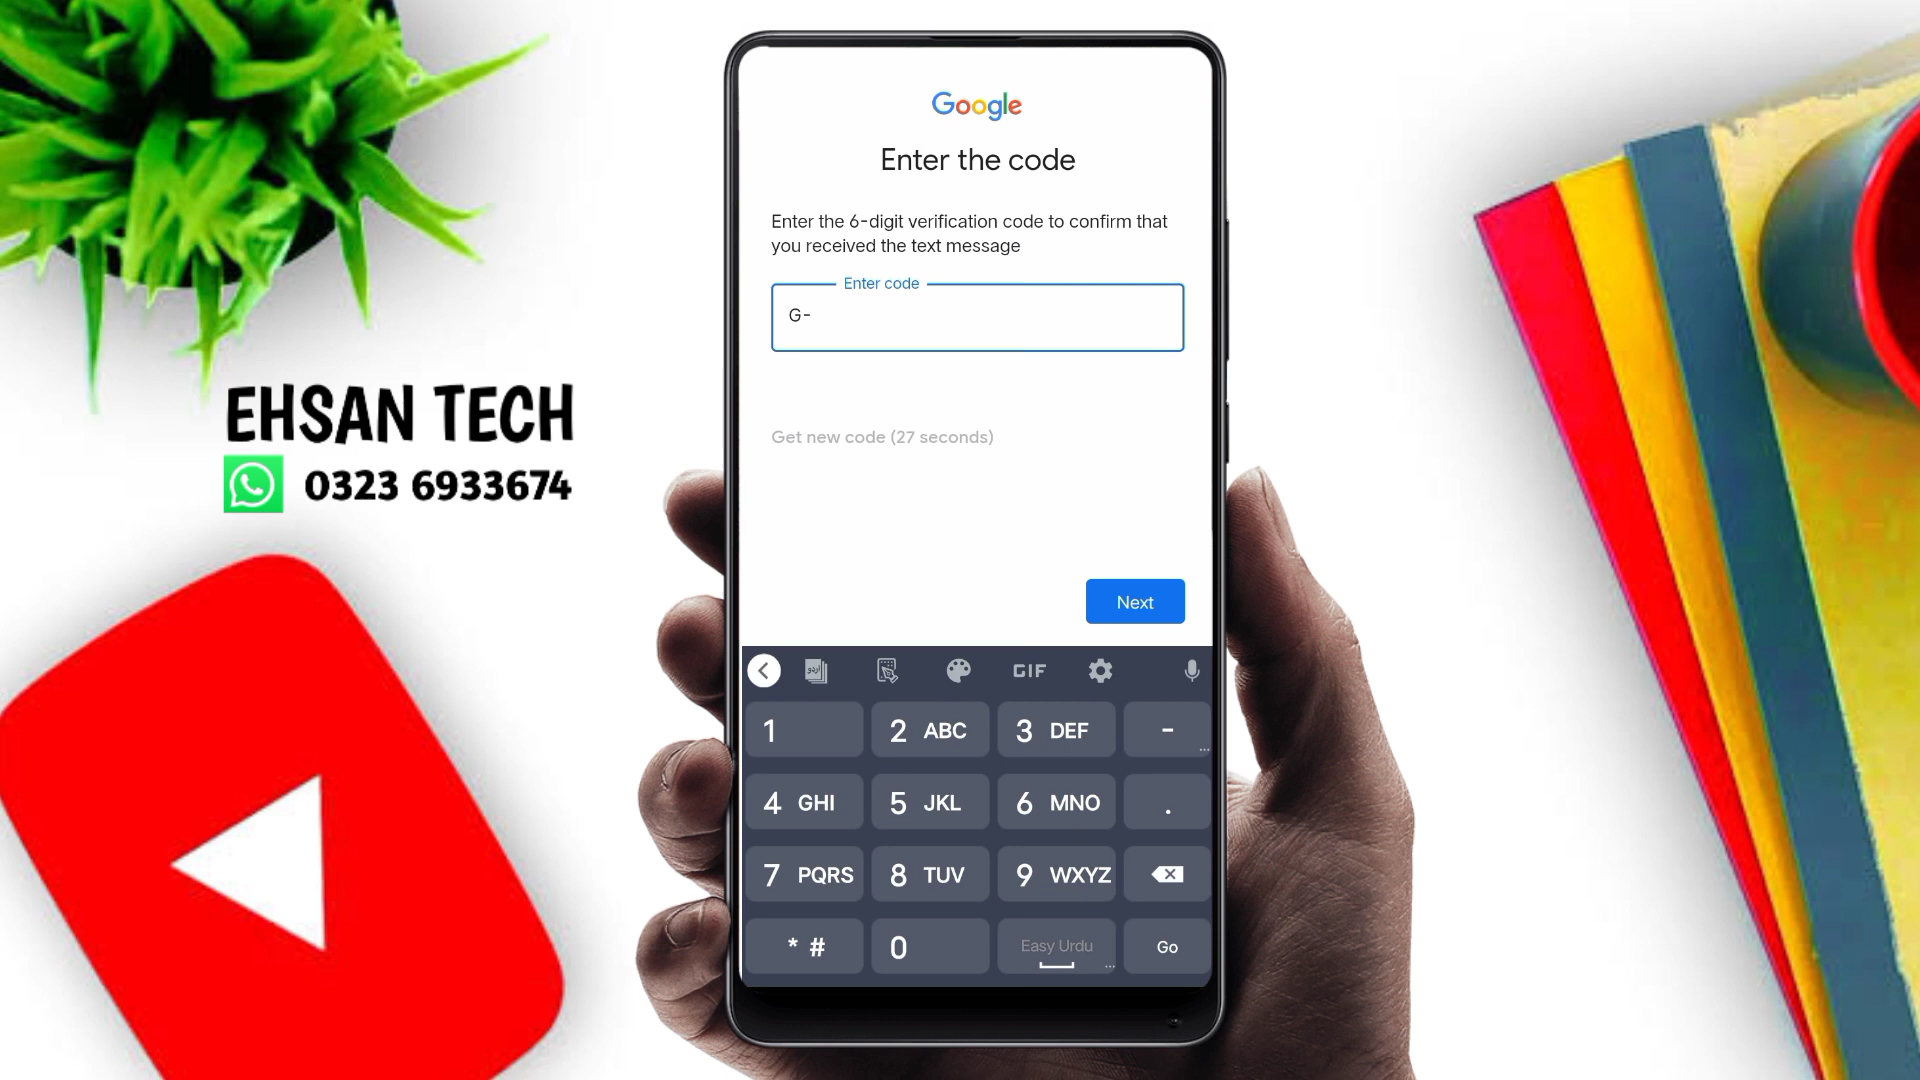 Google
Enter the code
Enter the 6-digit verification code to confirm that
you received the text message
Enter code
G-
Get new code (27 seconds)
Next
EHSAN TECH
0323 6933674
GIF
1
2 ABC
3 DEF
-
4 GHI
5 JKL
6 MNO
.
7 PQRS
8 TUV
9 WXYZ
* #
0
Easy Urdu
Go